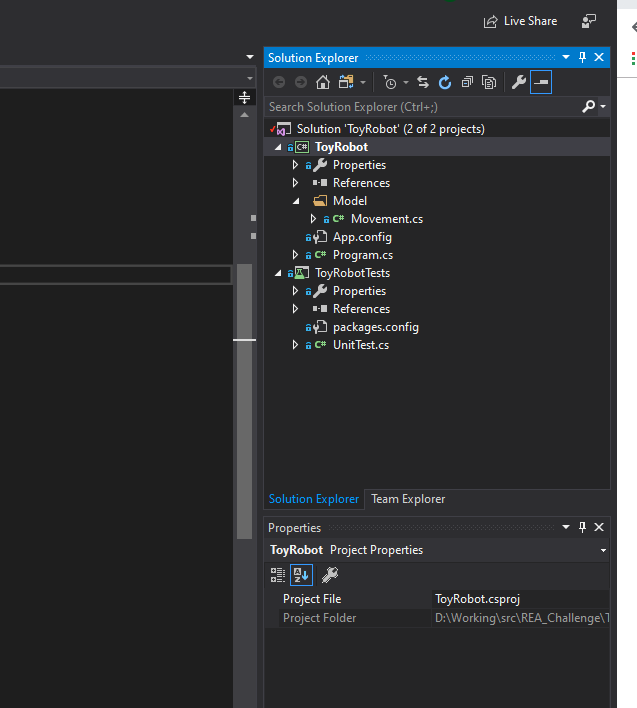 Live Share
Solution Explorer
Search Solution Explorer (Ctrl+;)
Solution 'ToyRobot' (2 of 2 projects)
C# ToyRobot
Properties
References
Model
C# Movement.cs
App.config
C# Program.cs
ToyRobotTests
Properties
References
packages.config
C# UnitTest.cs
Solution Explorer Team Explorer
Properties
ToyRobot Project Properties
Project File ToyRobot.csproj
Project Folder D:\Working\src\REA_Challenge\T